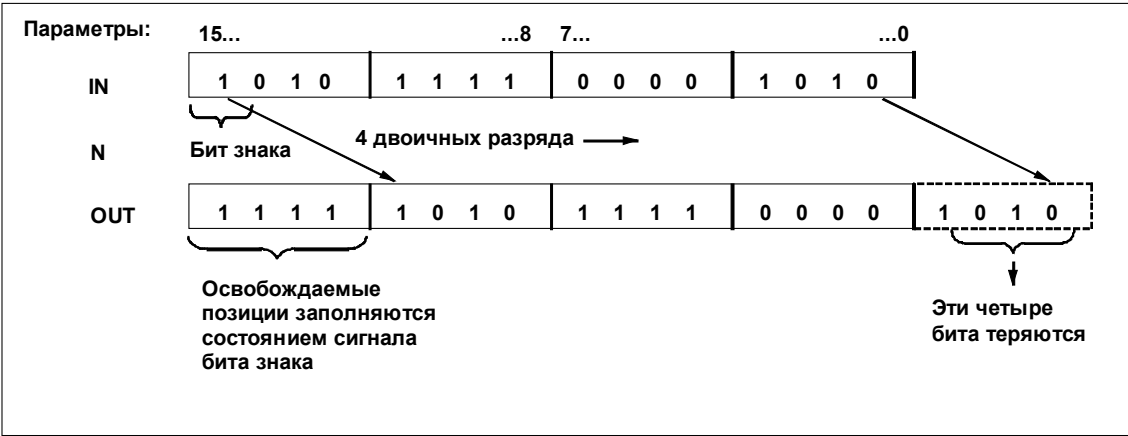 Параметры: 15... ...8 7... ...0
IN 1 0 1 0 1 1 1 1 0 0 0 0 1 0 1 0
N Бит знака 4 двоичных разряда
OUT 1 1 1 1 1 0 1 0 1 1 1 1 0 0 0 0 1 0 1 0
Освобождаемые
позиции заполняются
состоянием сигнала
бита знака
Эти четыре
бита теряются